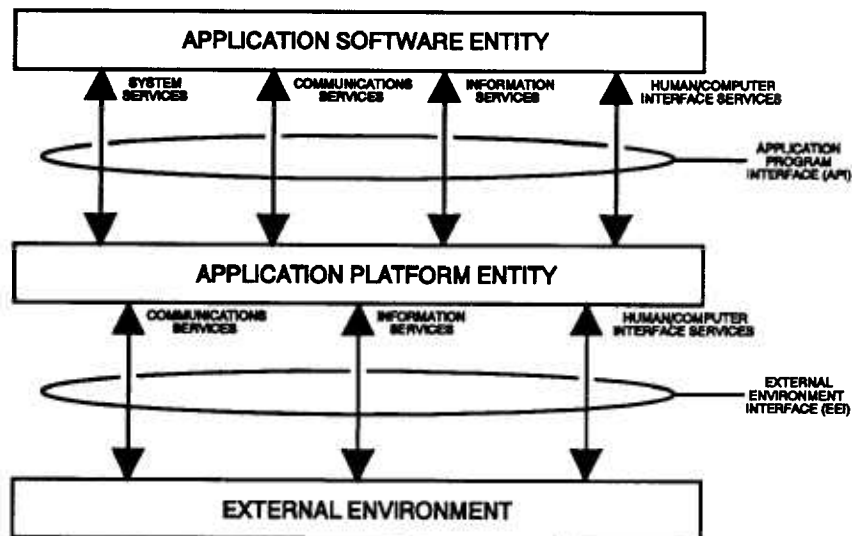 APPLICATION SOFTWARE ENTITY
SYSTEM
SERVICES
COMMUNICATIONS
SERVICES
INFORMATION
SERVICES
HUMAN/COMPUTER
INTERFACE SERVICES
APPLICATION
PROGRAM
INTERFACE (API)
APPLICATION PLATFORM ENTITY
COMMUNICATIONS
SERVICES
INFORMATION
SERVICES
HUMAN/COMPUTER
INTERFACE SERVICES
EXTERNAL
ENVIRONMENT
INTERFACE (EEI)
EXTERNAL ENVIRONMENT